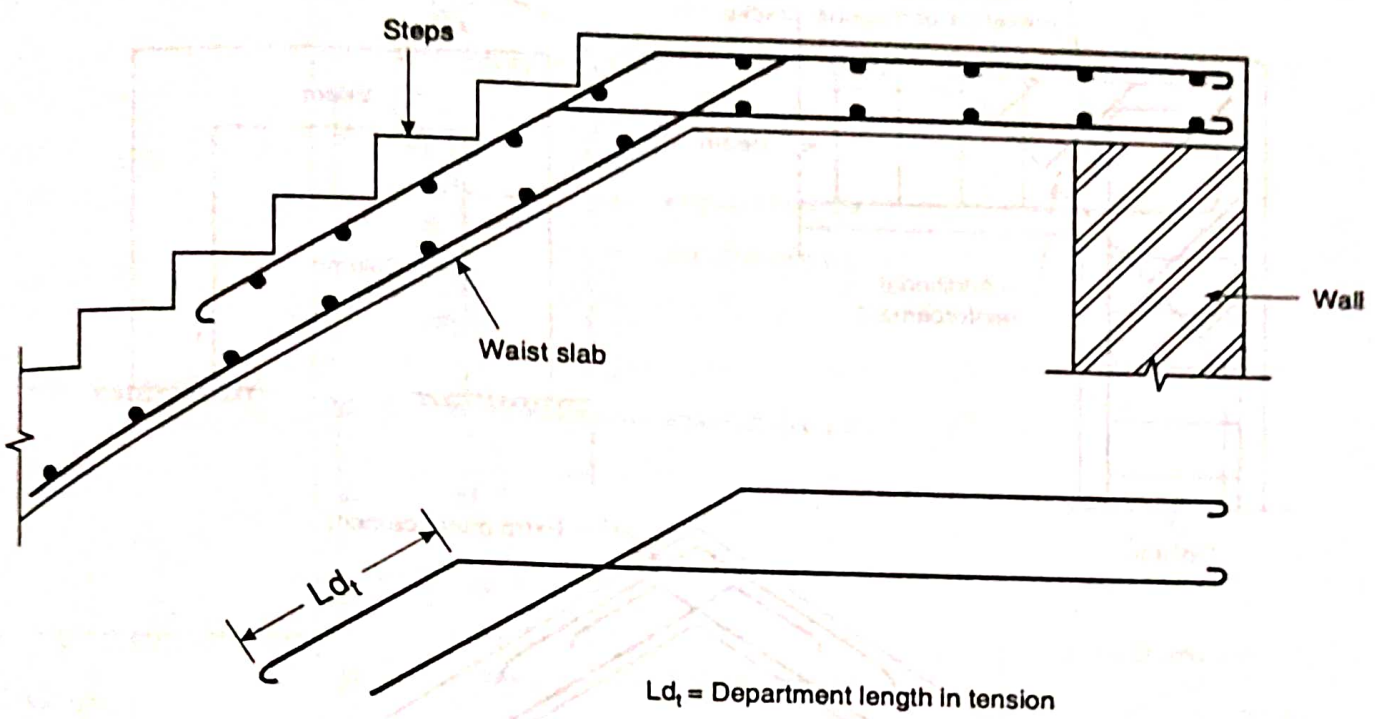 Steps
Wall
Waist slab
Ldt
Ldt = Department length in tension